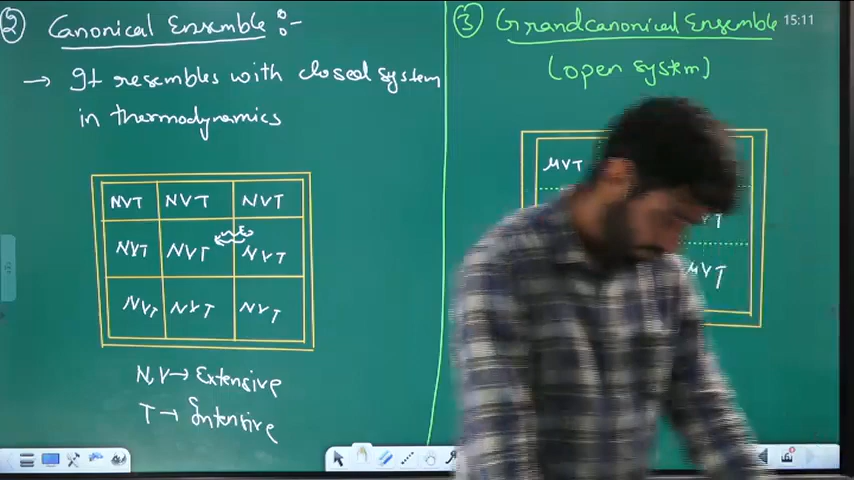 ② Canonical Ensemble :-
→ It resembles with closed system
in thermodynamics
NVT NVT NVT
NVT NVT NVT
NVT NVT NVT
N,V → Extensive
T → Intensive
③ Grandcanonical Ensemble
(open system)
μVT
μVT
15:11